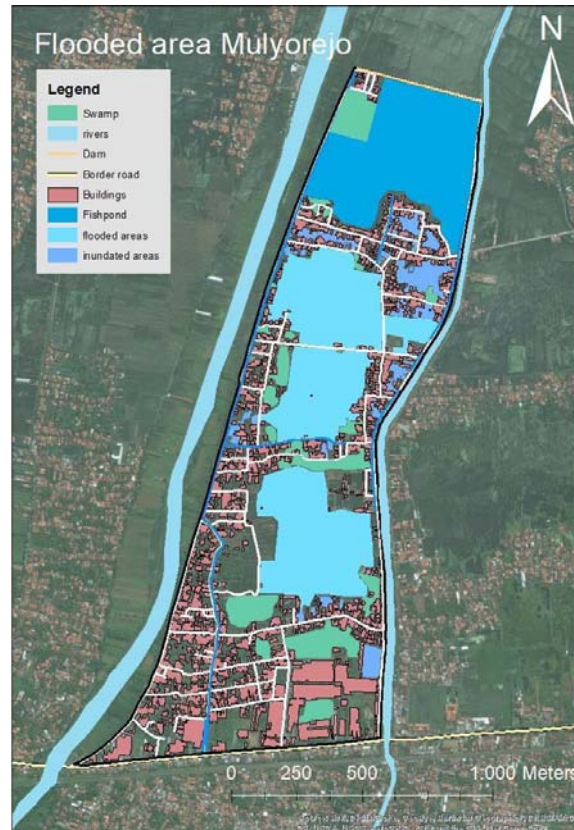 Flooded area Mulyorejo
N
Legend
Swamp
rivers
Dam
Border road
Buildings
Fishpond
flooded areas
inundated areas
0 250 500 1.000 Meters